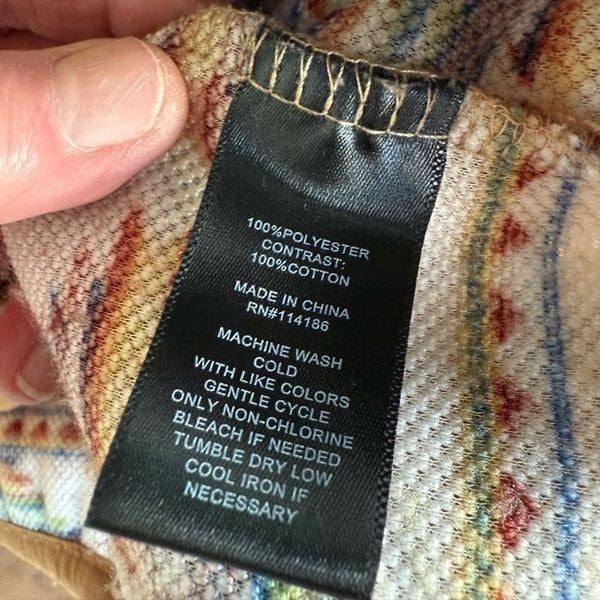 100%POLYESTER
CONTRAST:
100%COTTON
MADE IN CHINA
RN#114186
MACHINE WASH
COLD
WITH LIKE COLORS
GENTLE CYCLE
ONLY NON-CHLORINE
BLEACH IF NEEDED
TUMBLE DRY LOW
COOL IRON IF
NECESSARY